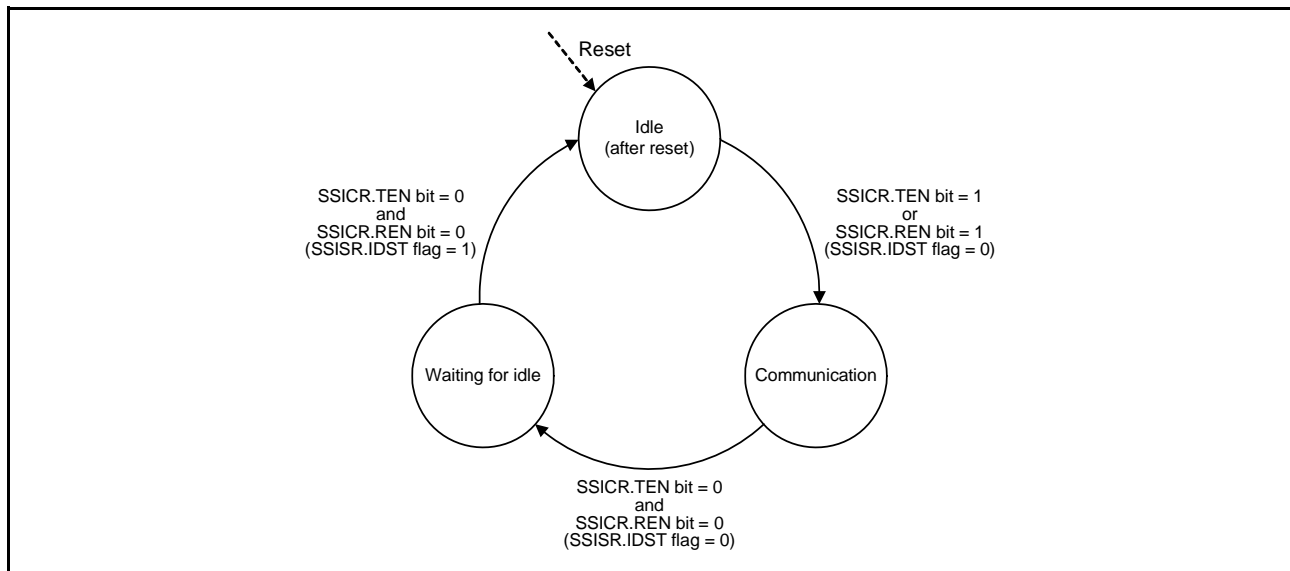 Reset
Idle
(after reset)
SSICR.TEN bit = 0
and
SSICR.REN bit = 0
(SSISR.IDST flag = 1)
SSICR.TEN bit = 1
or
SSICR.REN bit = 1
(SSISR.IDST flag = 0)
Waiting for idle
Communication
SSICR.TEN bit = 0
and
SSICR.REN bit = 0
(SSISR.IDST flag = 0)